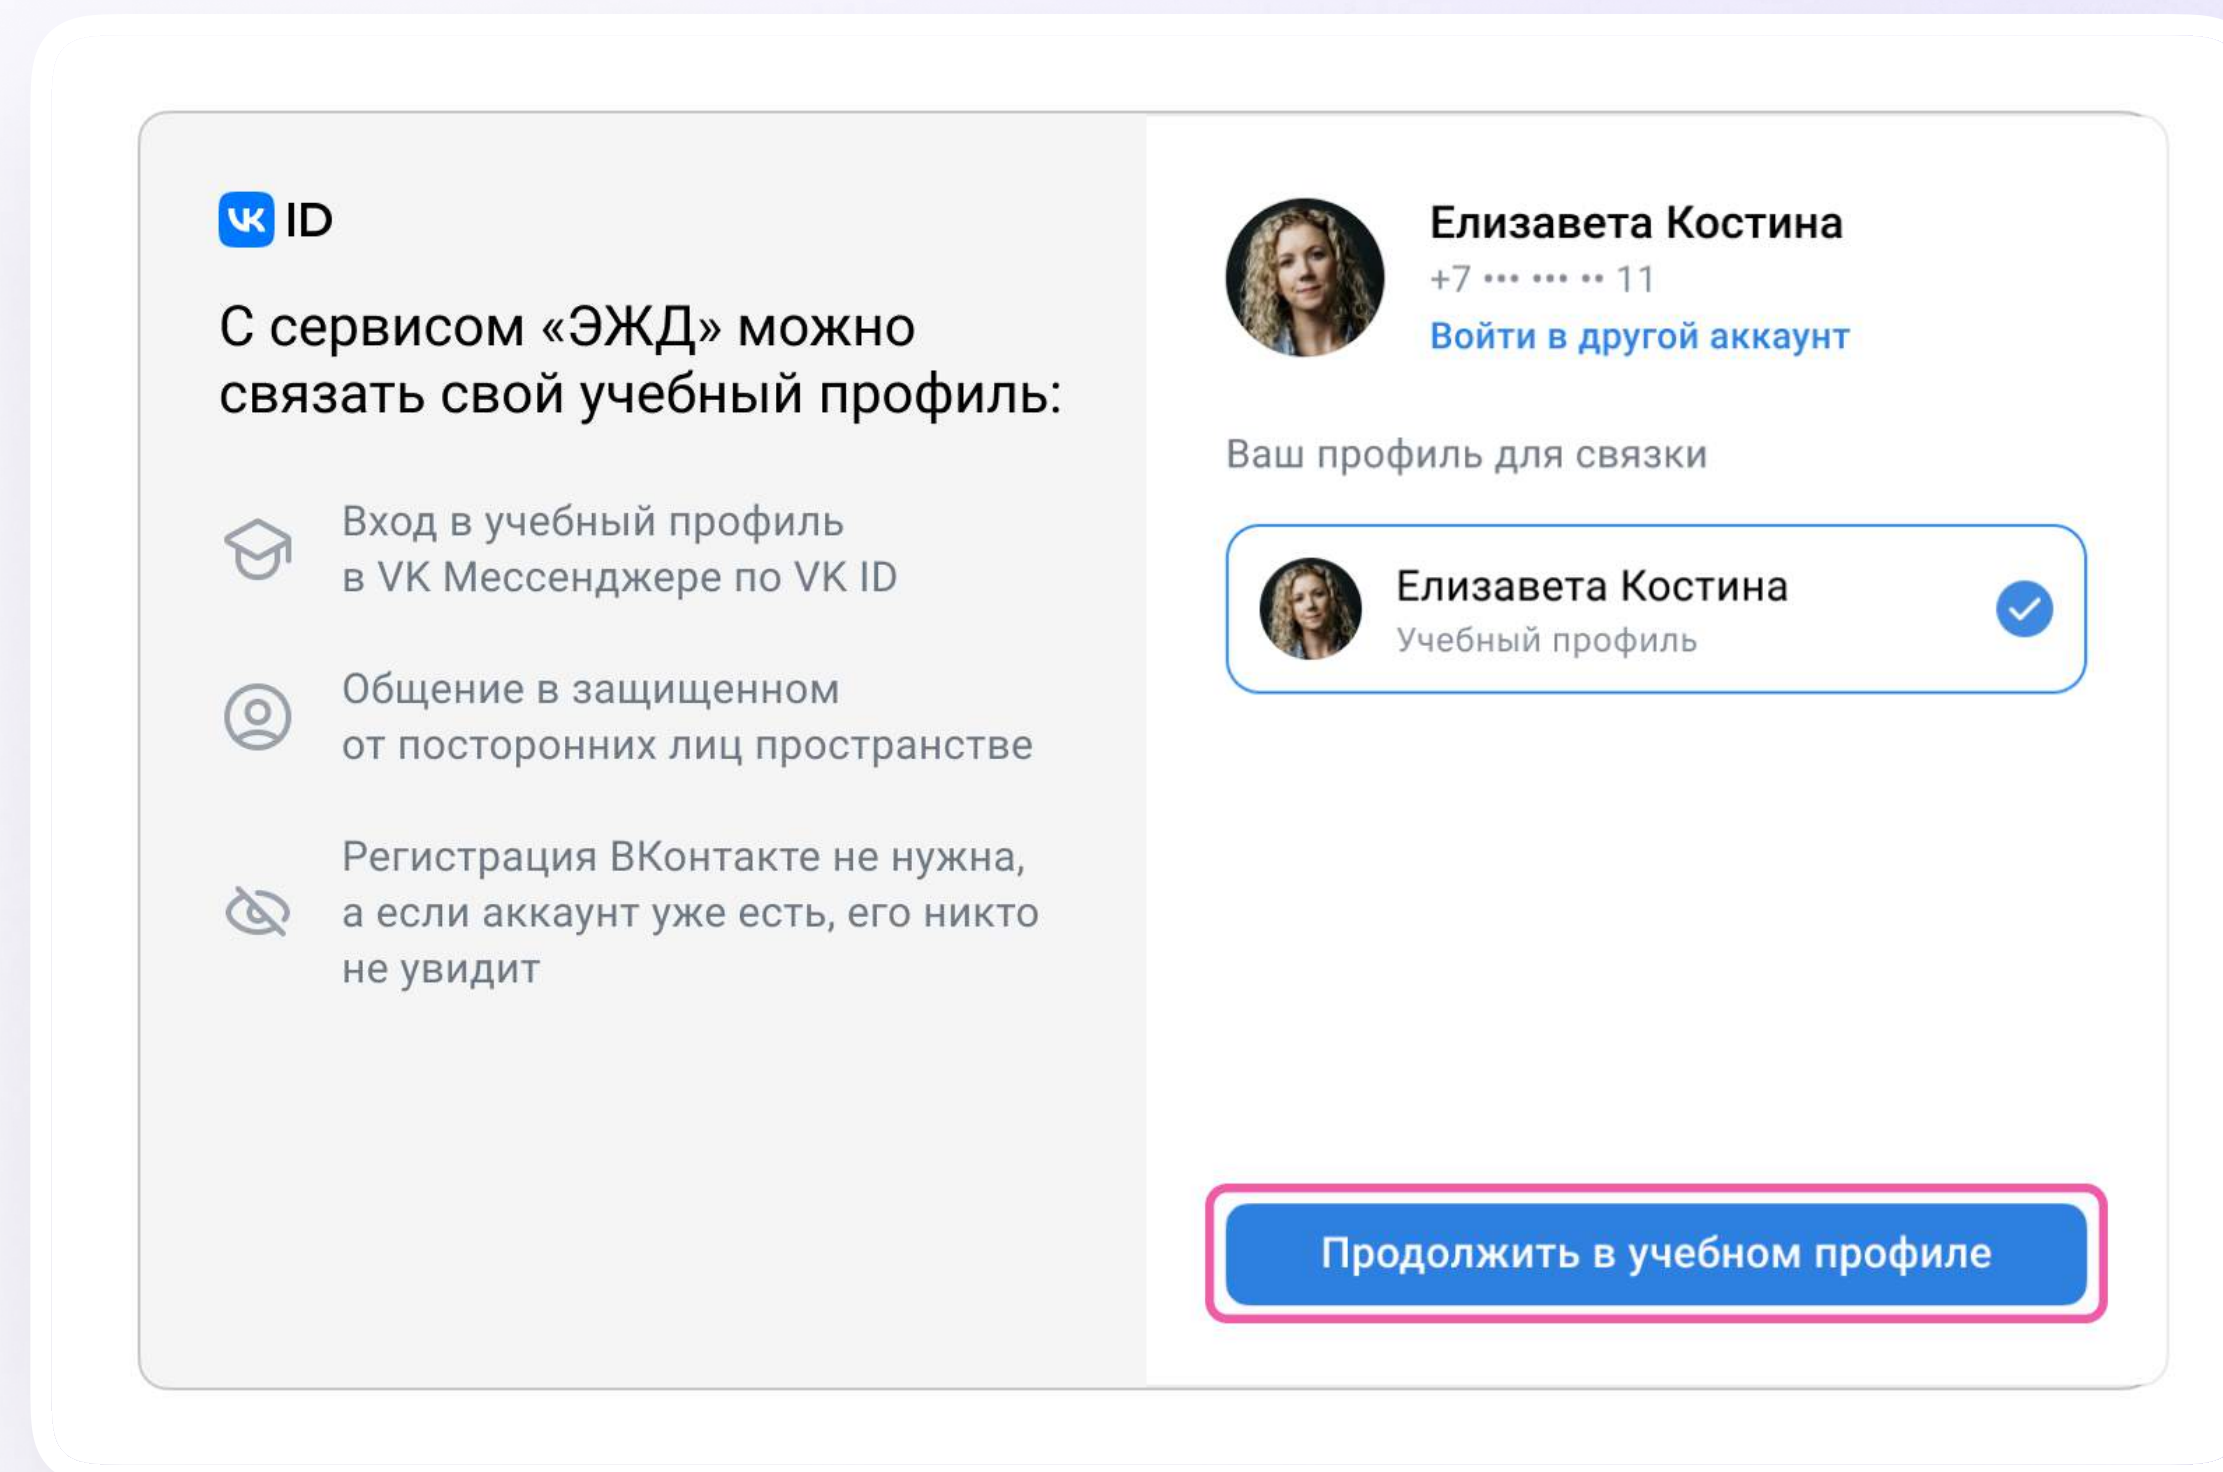 VK ID
С сервисом «ЭЖД» можно
связать свой учебный профиль:
Вход в учебный профиль
в VK Мессенджере по VK ID
Общение в защищенном
от посторонних лиц пространстве
Регистрация ВКонтакте не нужна,
а если аккаунт уже есть, его никто
не увидит
Елизавета Костина
+7 ••• ••• •• 11
Войти в другой аккаунт
Ваш профиль для связки
Елизавета Костина
Учебный профиль
Продолжить в учебном профиле